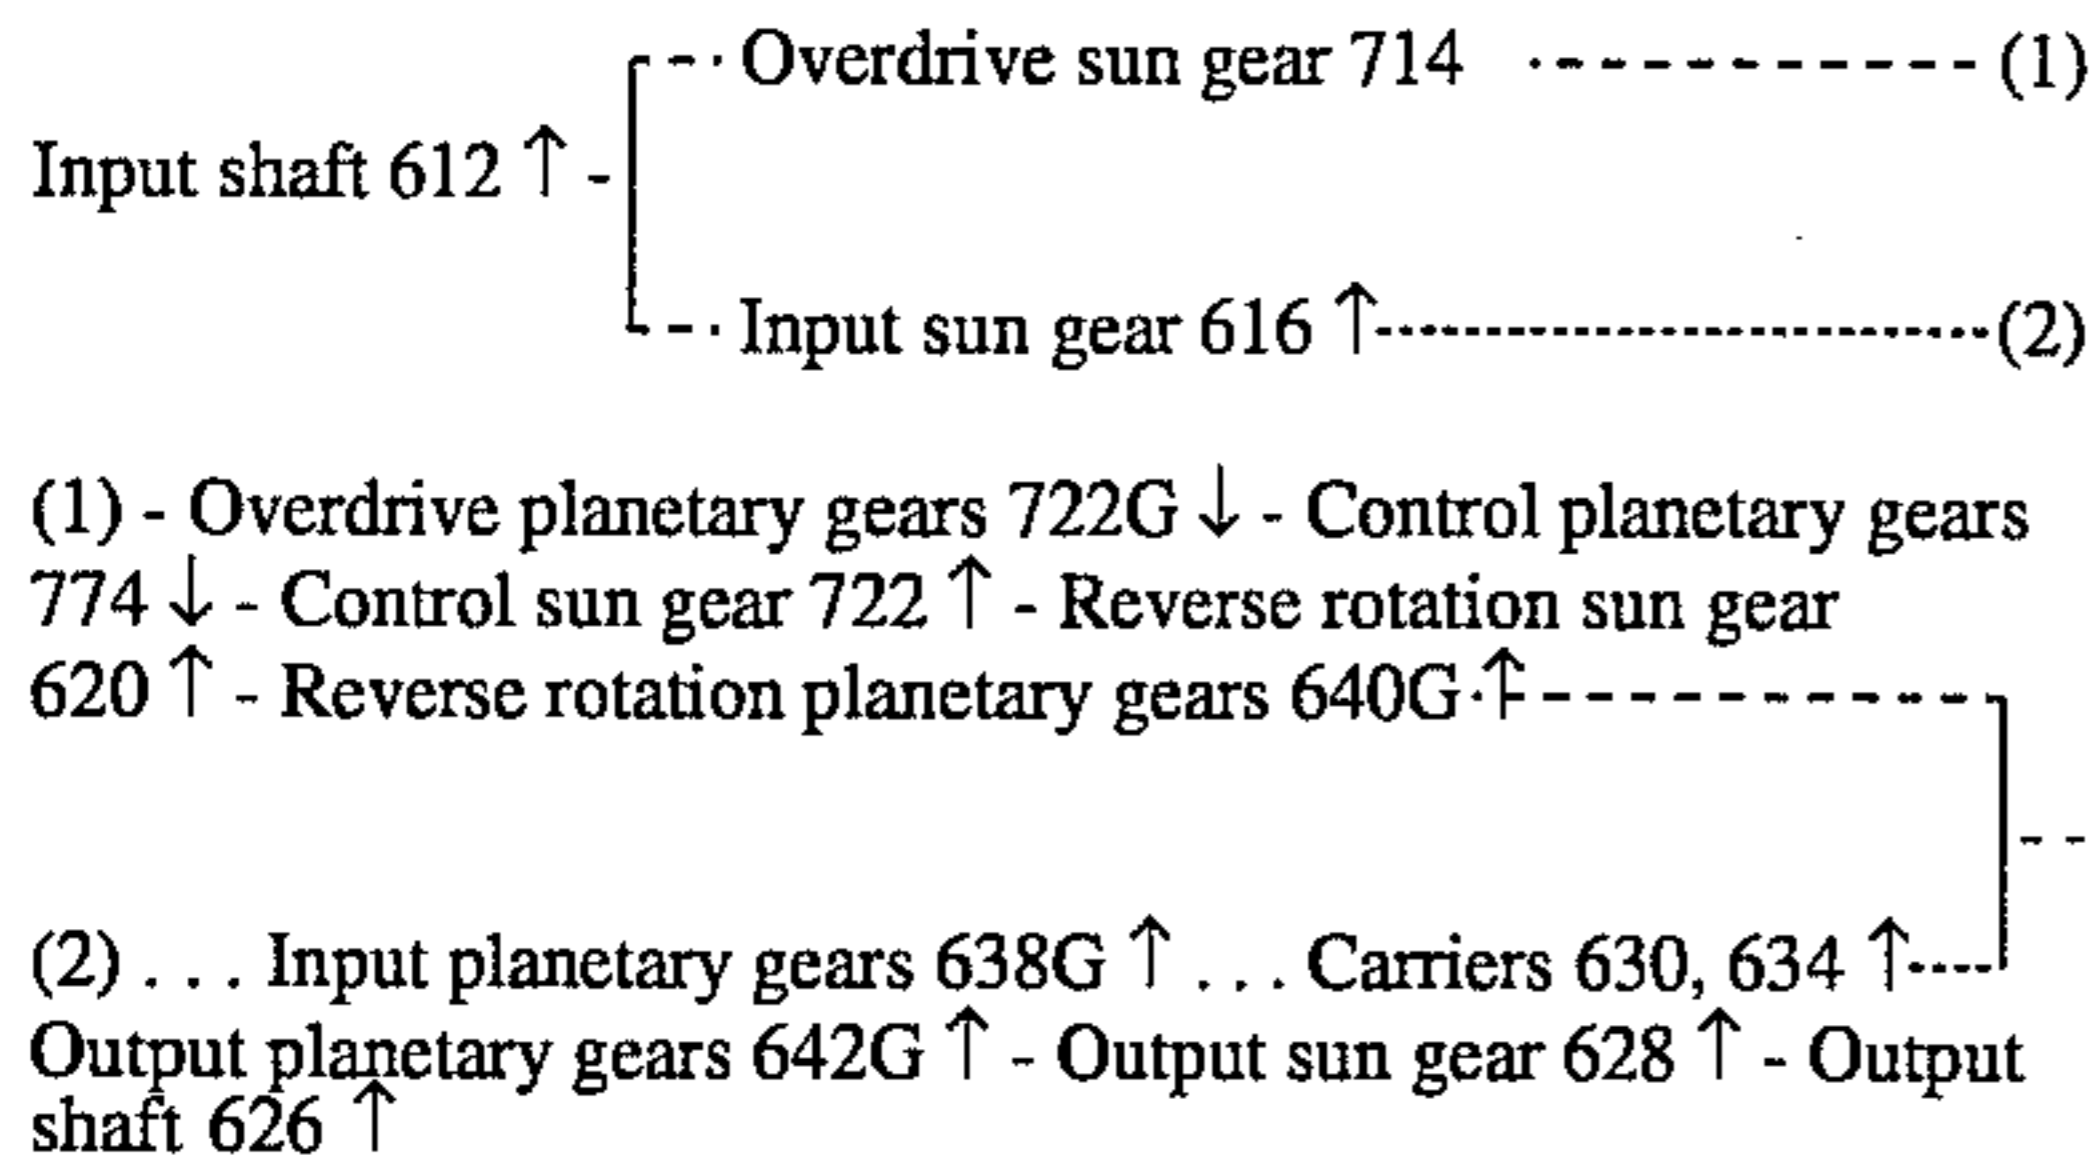 Overdrive sun gear 714 ------------ (1)
Input shaft 612 ↑ -
Input sun gear 616 ↑ ---------------------------- (2)
(1) - Overdrive planetary gears 722G ↓ - Control planetary gears
774 ↓ - Control sun gear 722 ↑ - Reverse rotation sun gear
620 ↑ - Reverse rotation planetary gears 640G ↑ -----------
- -
(2) . . . Input planetary gears 638G ↑ . . . Carriers 630, 634 ↑ ----
Output planetary gears 642G ↑ - Output sun gear 628 ↑ - Output
shaft 626 ↑